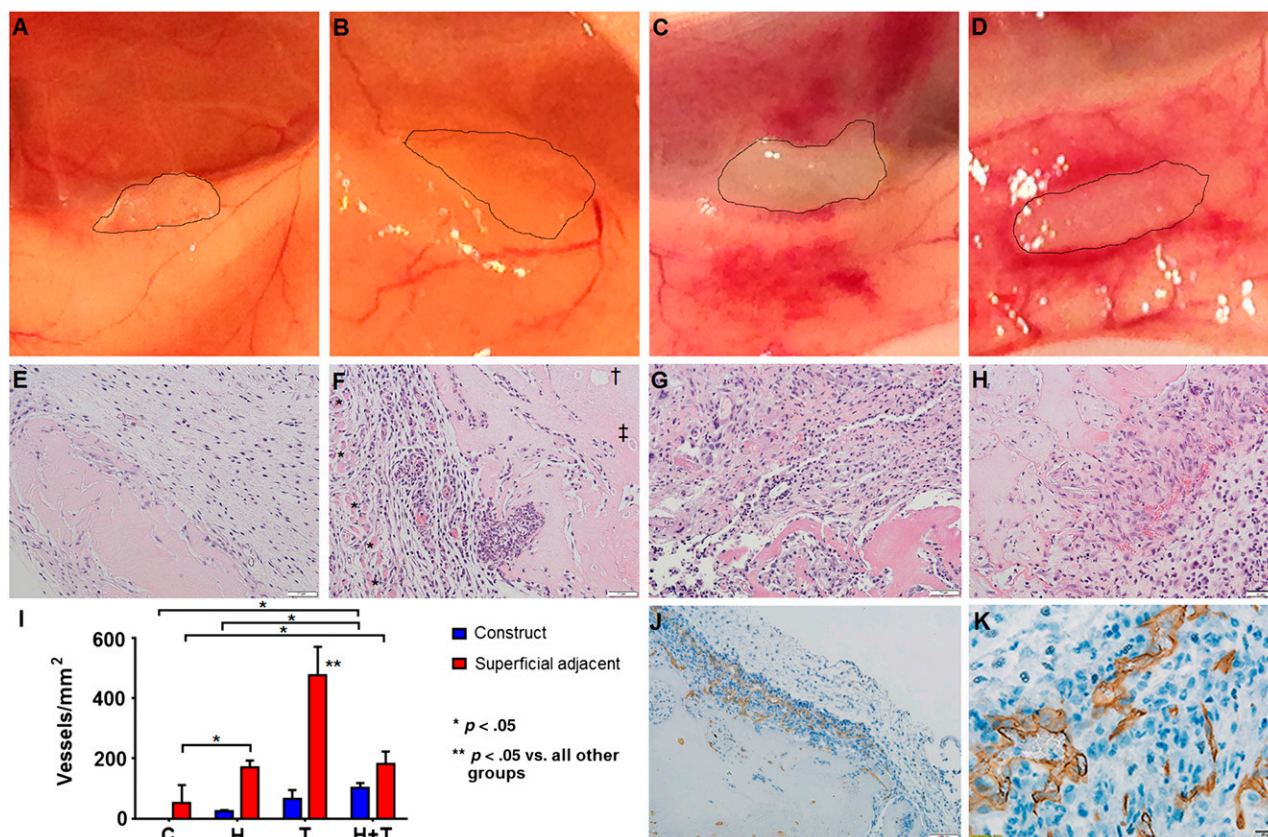 A
B
C
D
E
F
†
‡
*
*
*
*
*
G
H
I
*
*
*
*
**
600
400
200
0
Vessels/mm²
C
H
T
H+T
Construct
Superficial adjacent
* p < .05
** p < .05 vs. all other
groups
J
K